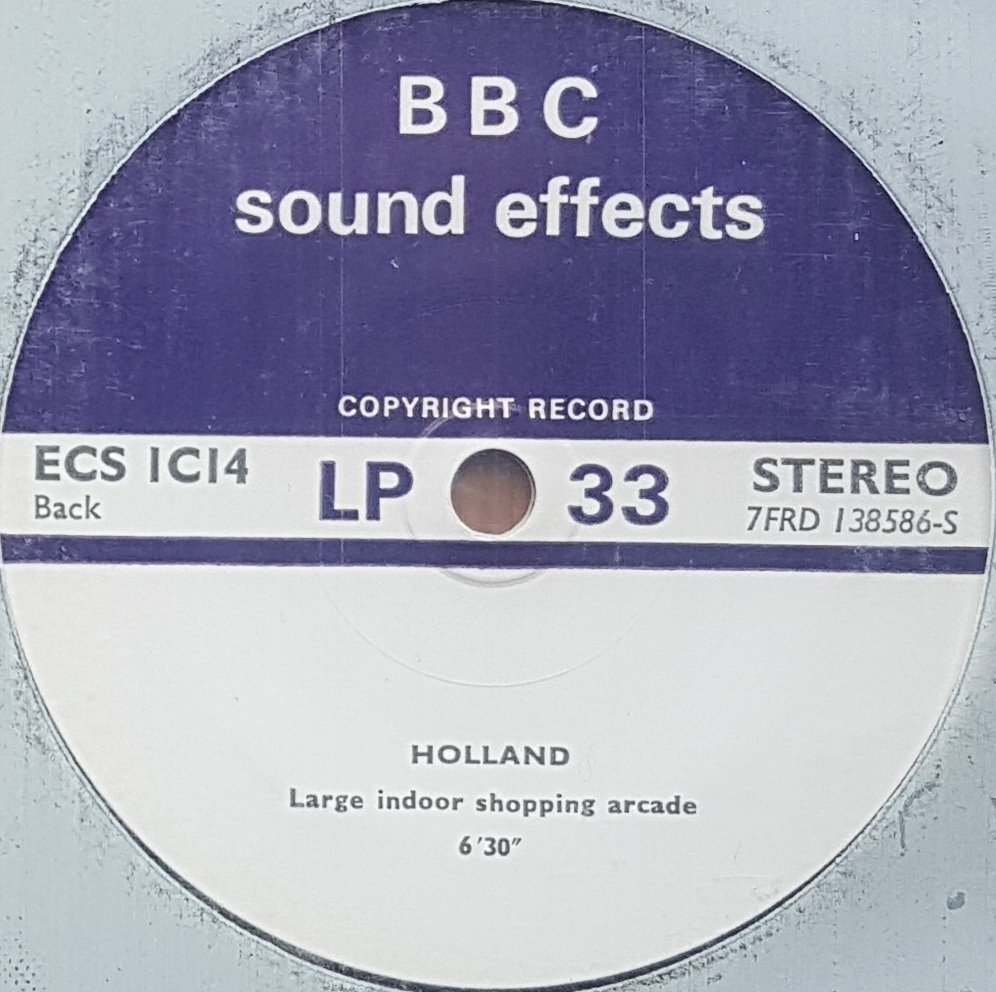 BBC
sound effects
COPYRIGHT RECORD
ECS 1C14
Back
LP 33
STEREO
7FRD 138586-S
HOLLAND
Large indoor shopping arcade
6'30"